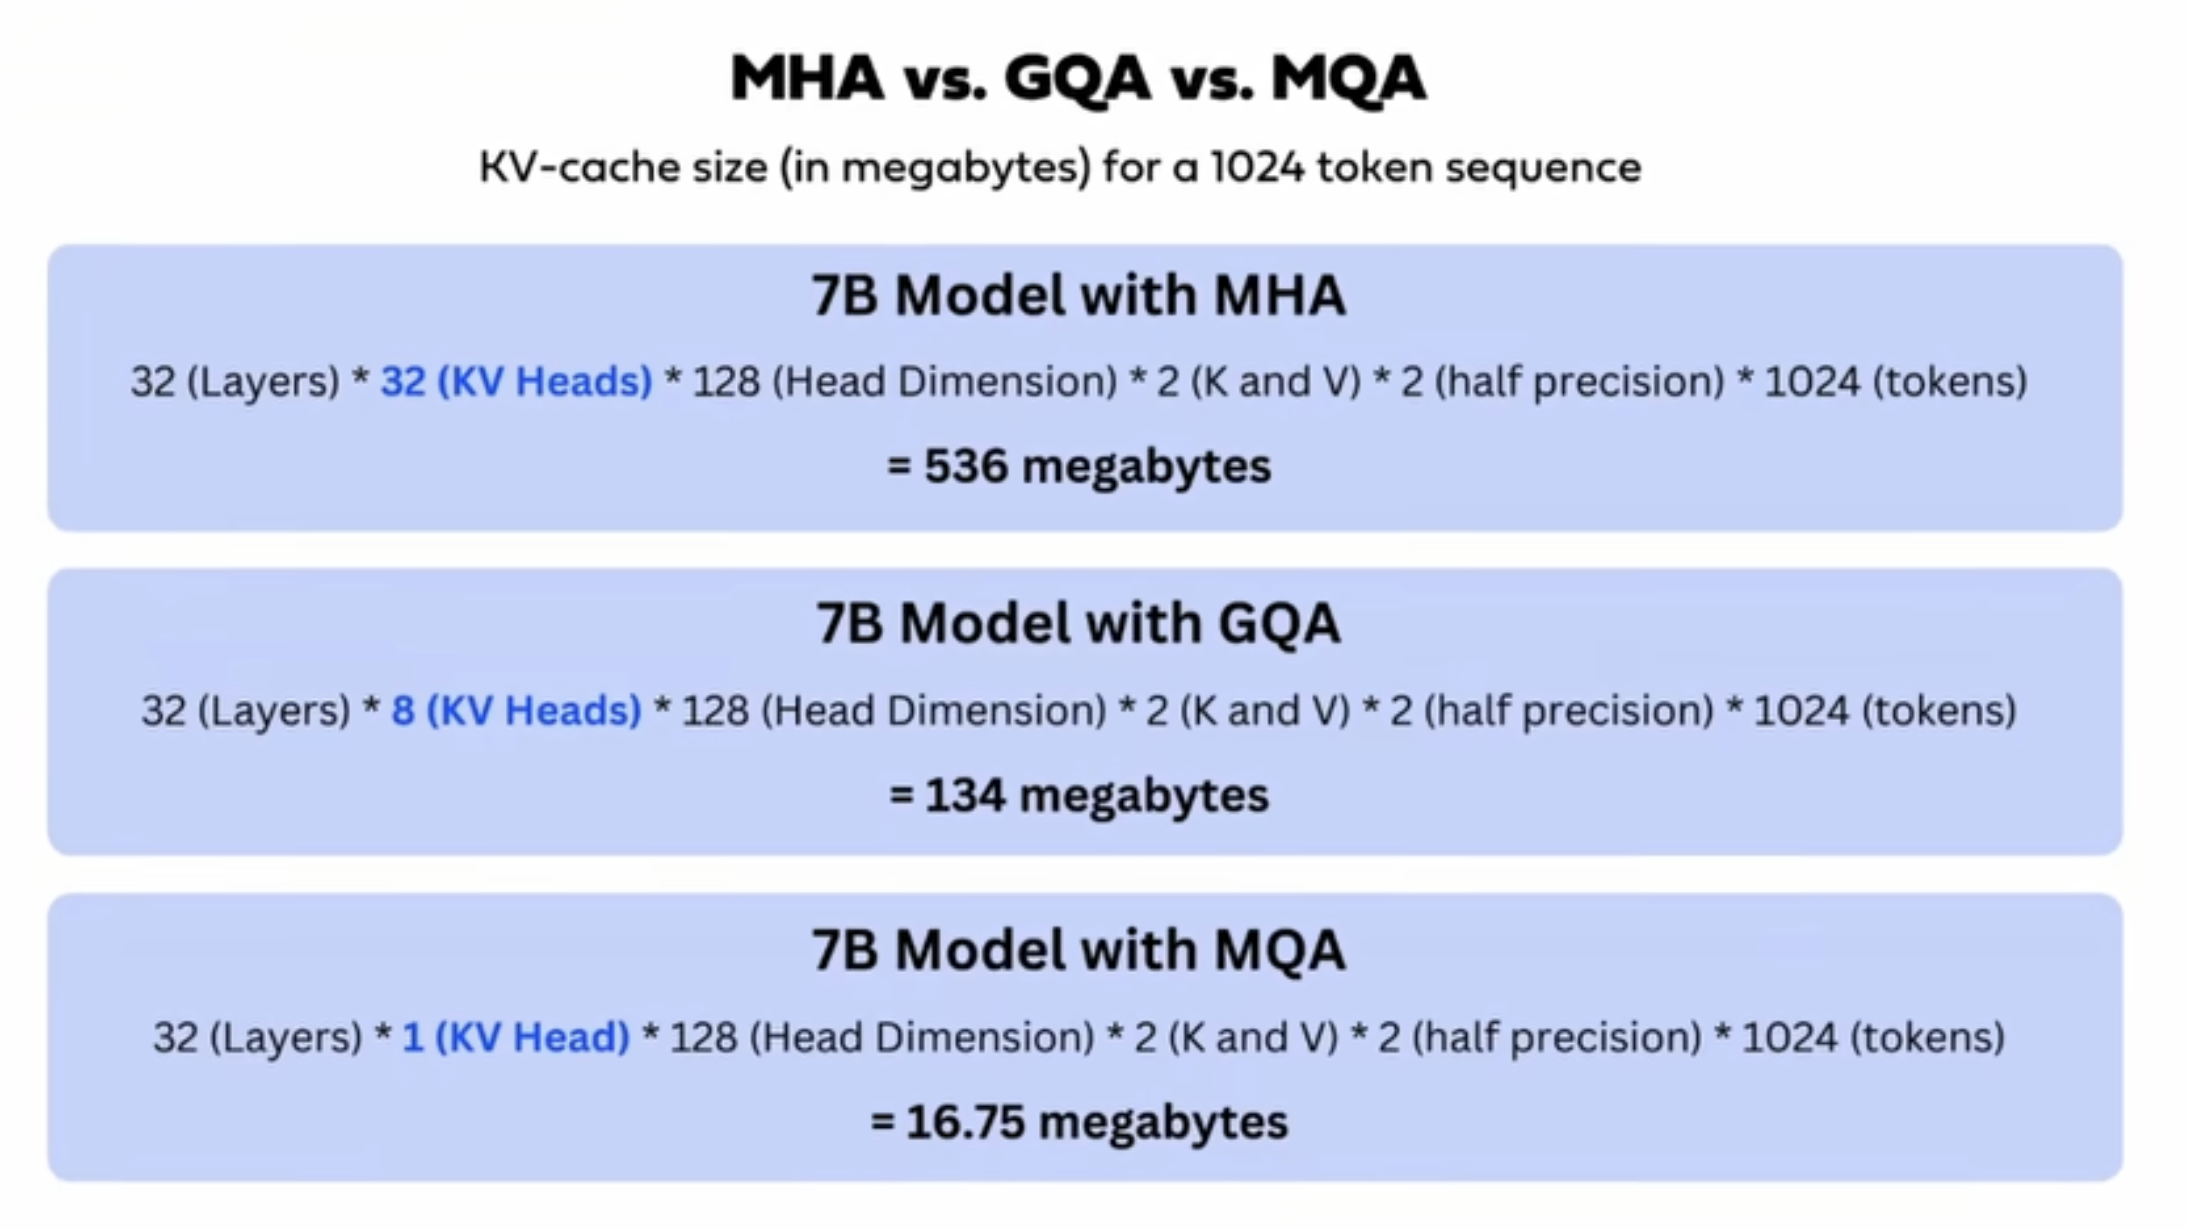 MHA vs. GQA vs. MQA
KV-cache size (in megabytes) for a 1024 token sequence
7B Model with MHA
32 (Layers) * 32 (KV Heads) * 128 (Head Dimension) * 2 (K and V) * 2 (half precision) * 1024 (tokens)
= 536 megabytes
7B Model with GQA
32 (Layers) * 8 (KV Heads) * 128 (Head Dimension) * 2 (K and V) * 2 (half precision) * 1024 (tokens)
= 134 megabytes
7B Model with MQA
32 (Layers) * 1 (KV Head) * 128 (Head Dimension) * 2 (K and V) * 2 (half precision) * 1024 (tokens)
= 16.75 megabytes